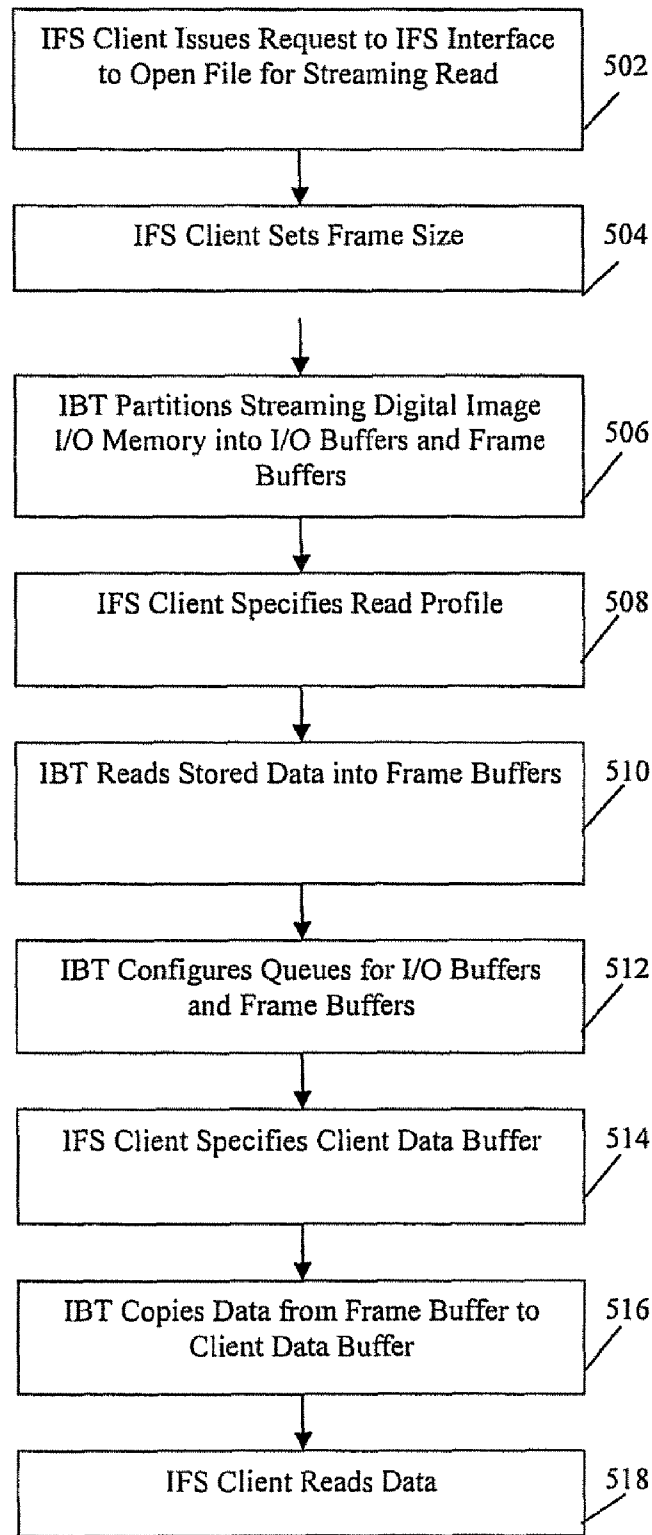 IFS Client Issues Request to IFS Interface
to Open File for Streaming Read
502
IFS Client Sets Frame Size
504
IBT Partitions Streaming Digital Image
I/O Memory into I/O Buffers and Frame
Buffers
506
IFS Client Specifies Read Profile
508
IBT Reads Stored Data into Frame Buffers
510
IBT Configures Queues for I/O Buffers
and Frame Buffers
512
IFS Client Specifies Client Data Buffer
514
IBT Copies Data from Frame Buffer to
Client Data Buffer
516
IFS Client Reads Data
518